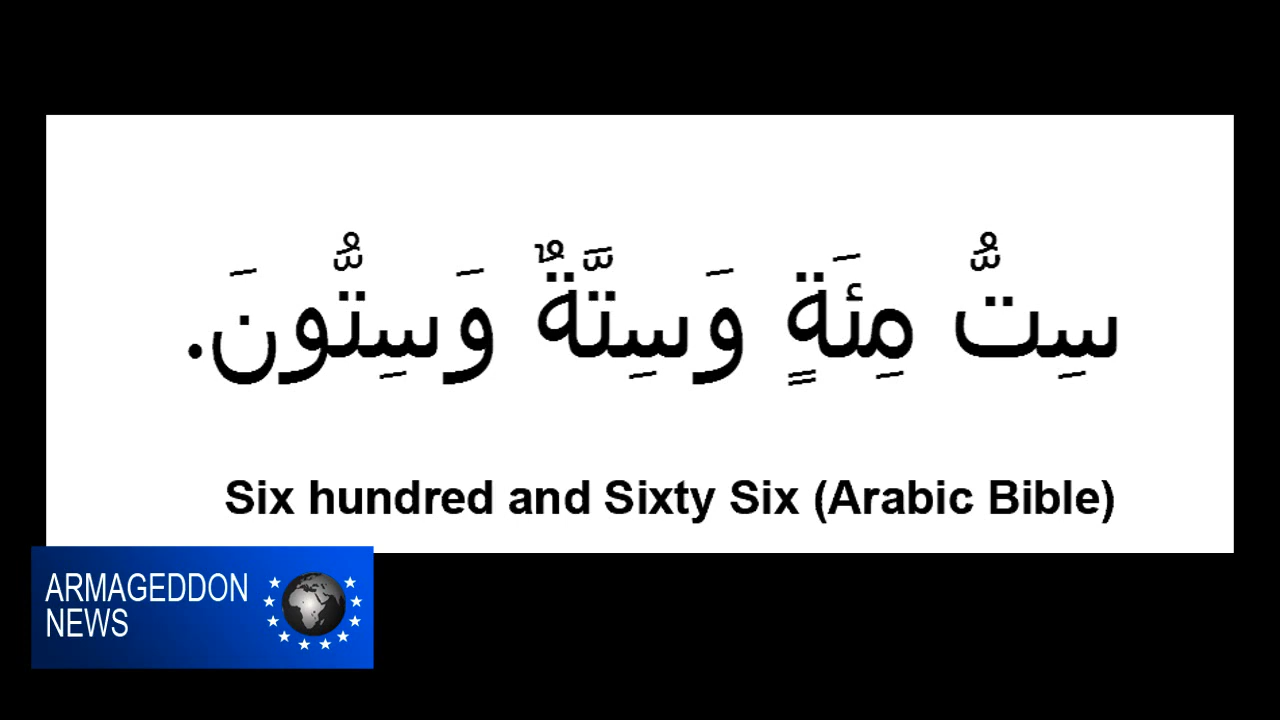 سِتُّ مِئَةٍ وَسِتَّةٌ وَسِتُّونَ.
Six hundred and Sixty Six (Arabic Bible)
ARMAGEDDON
NEWS